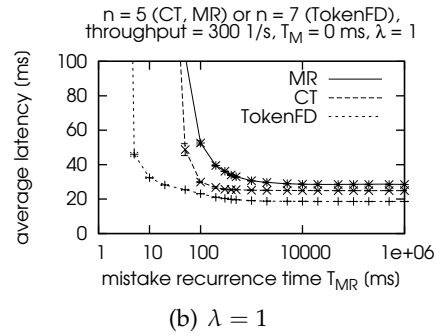 n = 5 (CT, MR) or n = 7 (TokenFD),
throughput = 300 1/s, T_M = 0 ms, λ = 1
average latency (ms)
100
80
60
40
20
0
MR
CT
TokenFD
1 10 100 10000 1e+06
mistake recurrence time T_MR (ms)
(b) λ = 1